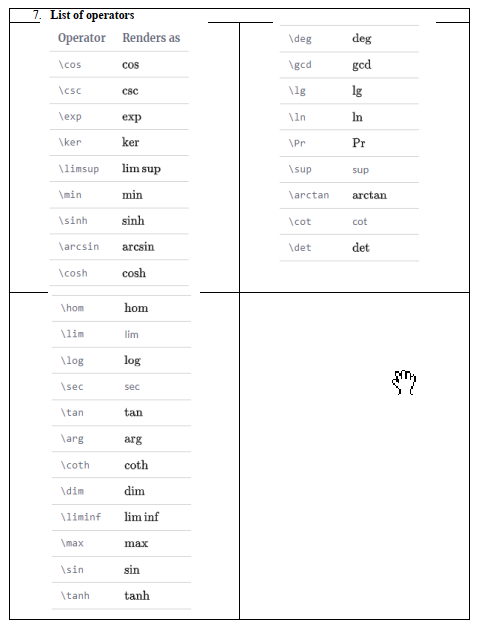 7. List of operators
Operator Renders as
\cos cos
\csc csc
\exp exp
\ker ker
\limsup lim sup
\min min
\sinh sinh
\arcsin arcsin
\cosh cosh
\deg deg
\gcd gcd
\lg lg
\ln ln
\Pr Pr
\sup sup
\arctan arctan
\cot cot
\det det
\hom hom
\lim lim
\log log
\sec sec
\tan tan
\arg arg
\coth coth
\dim dim
\liminf lim inf
\max max
\sin sin
\tanh tanh